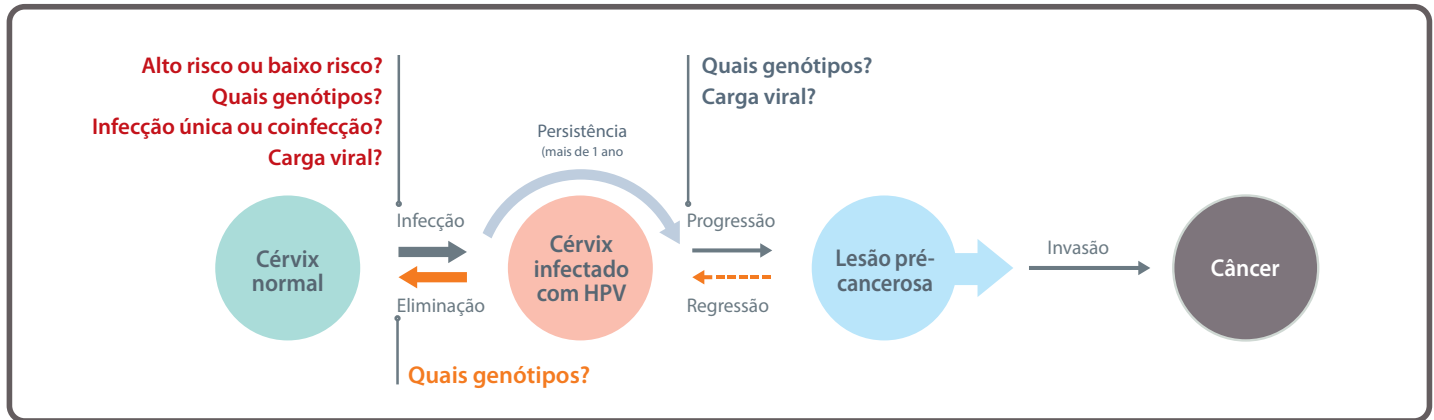 Alto risco ou baixo risco?
Quais genótipos?
Infecção única ou coinfecção?
Carga viral?
Quais genótipos?
Carga viral?
Persistência
(mais de 1 ano
Cérvix
normal
Infecção
Eliminação
Cérvix
infectado
com HPV
Progressão
Regressão
Lesão pré-
cancerosa
Invasão
Câncer
Quais genótipos?